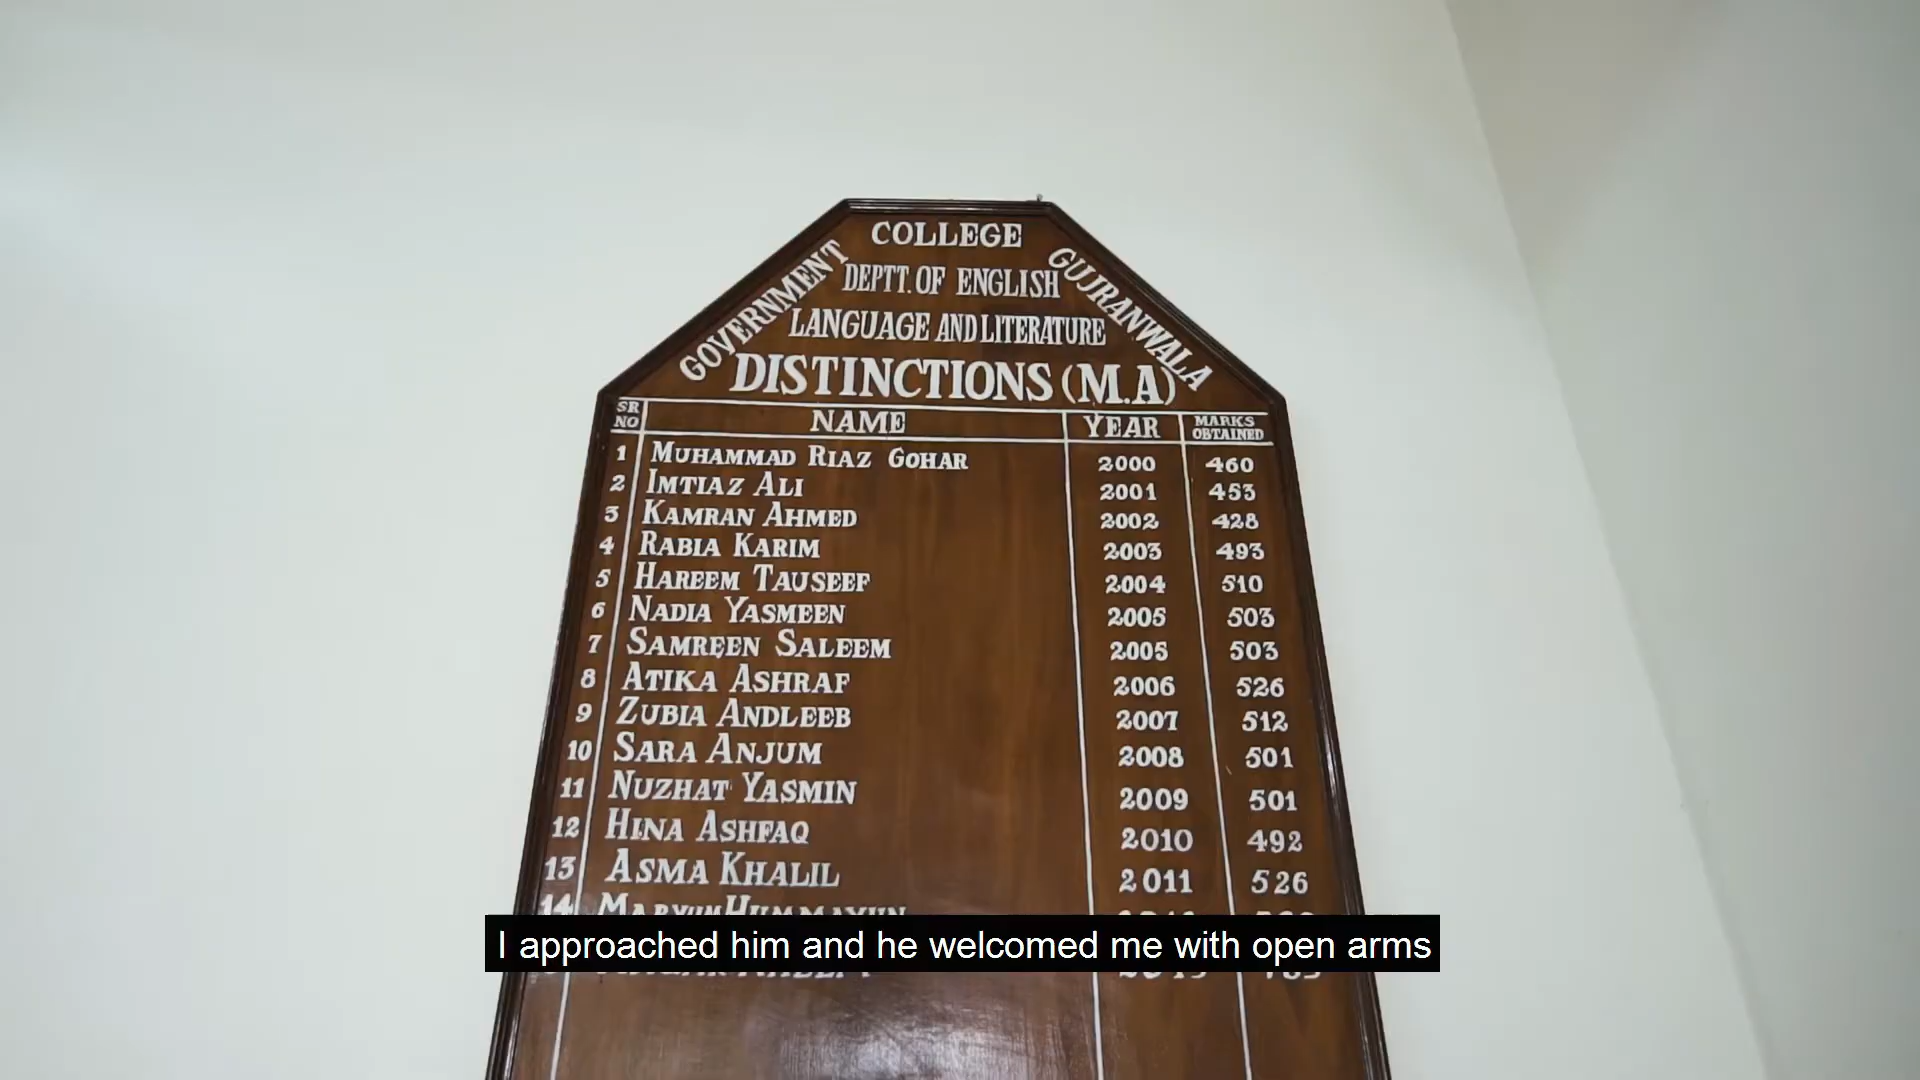 COLLEGE
GOVERNMENT
GUJRANWALA
DEPTT. OF ENGLISH
LANGUAGE AND LITERATURE
DISTINCTIONS (M.A)
SR NO NAME YEAR MARKS OBTAINED
1 MUHAMMAD RIAZ GOHAR 2000 460
2 IMTIAZ ALI 2001 453
3 KAMRAN AHMED 2002 428
4 RABIA KARIM 2003 493
5 HAREEM TAUSEEF 2004 510
6 NADIA YASMEEN 2005 503
7 SAMREEN SALEEM 2005 503
8 ATIKA ASHRAF 2006 526
9 ZUBIA ANDLEEB 2007 512
10 SARA ANJUM 2008 501
11 NUZHAT YASMIN 2009 501
12 HINA ASHFAQ 2010 492
13 ASMA KHALIL 2011 526
14 MARYUM HUMMAYUN
I approached him and he welcomed me with open arms